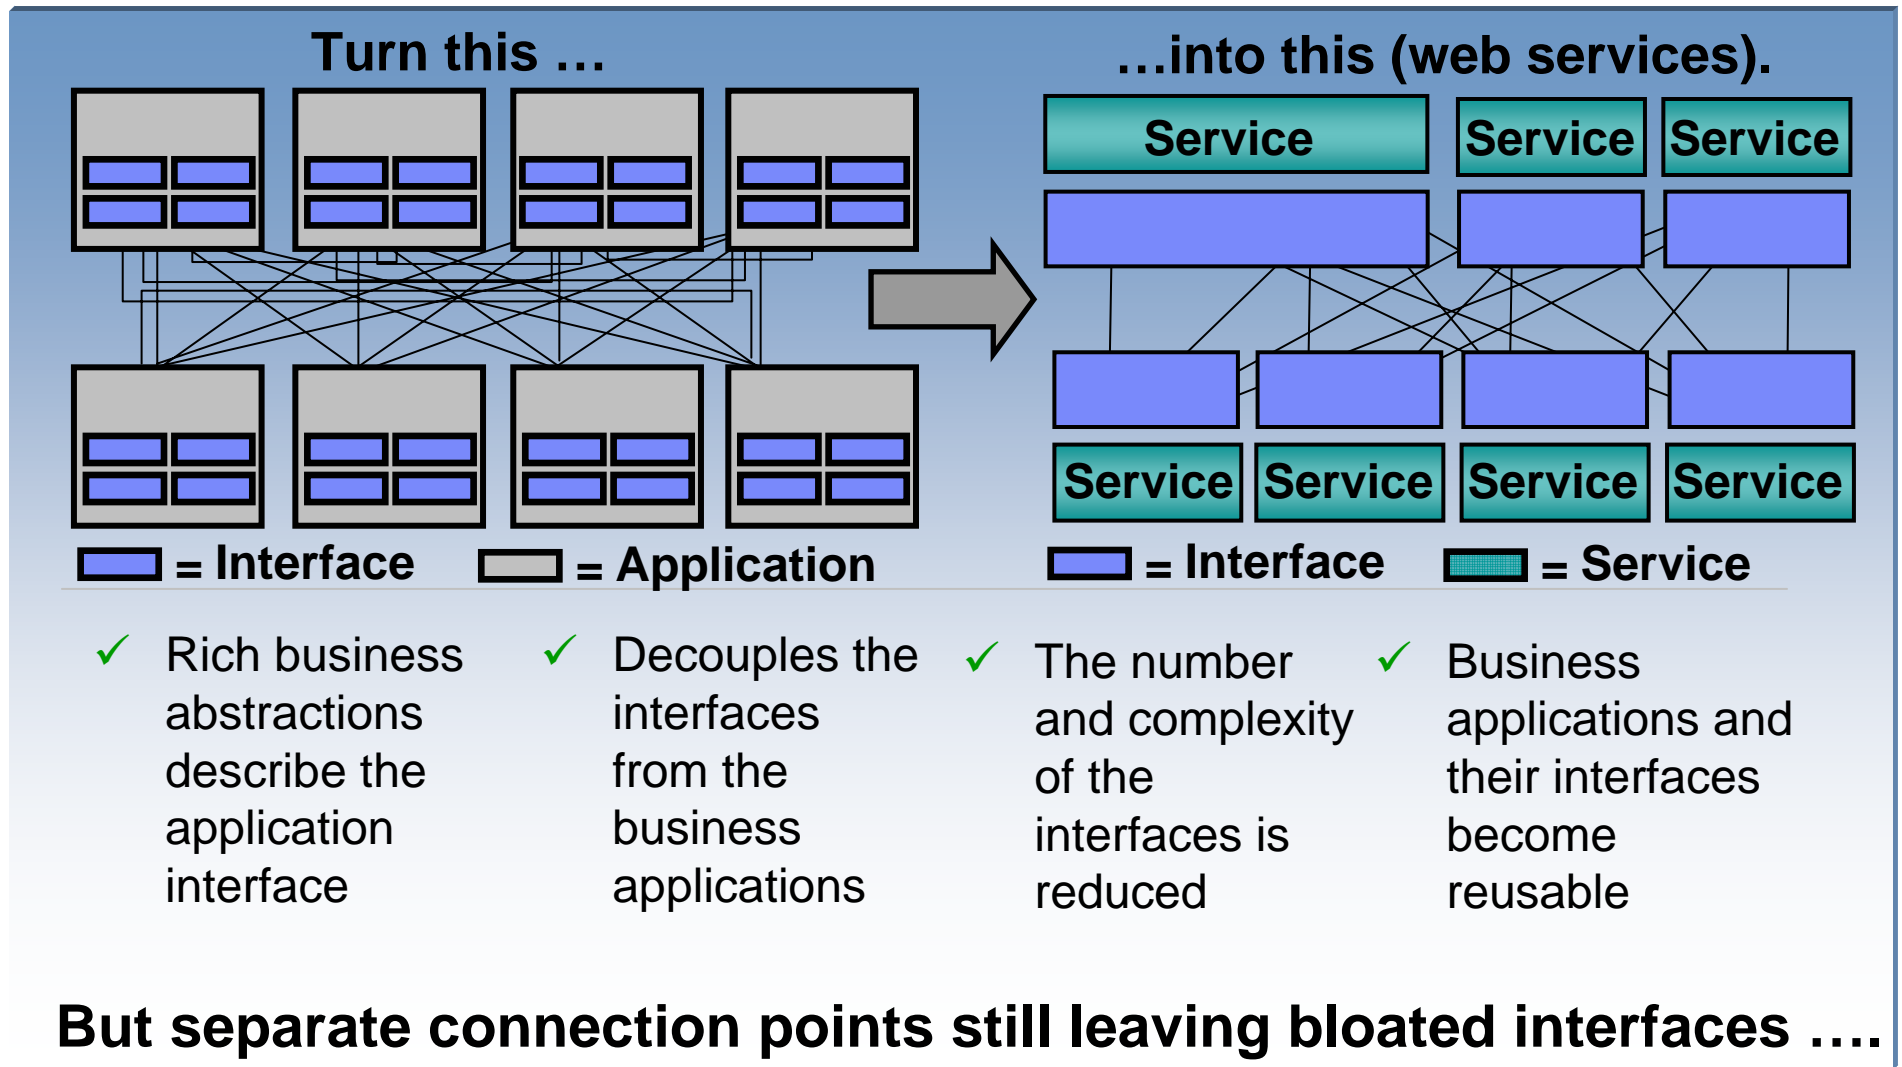 Turn this …
…into this (web services).
Service
Service
Service
Service
Service
Service
Service
= Interface
= Application
= Interface
= Service
✓ Rich business
abstractions
describe the
application
interface
✓ Decouples the
interfaces
from the
business
applications
✓ The number
and complexity
of the
interfaces is
reduced
✓ Business
applications and
their interfaces
become
reusable
But separate connection points still leaving bloated interfaces ….